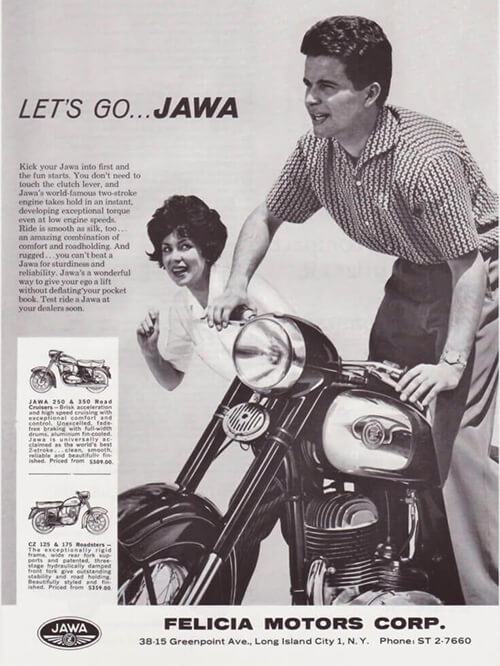 LET'S GO...JAWA
Kick your Jawa into first and
the fun starts. You don't need to
touch the clutch lever, and
Jawa's world-famous two-stroke
engine takes hold in an instant,
developing exceptional torque
even at low engine speeds.
Ride is smooth as silk, too...
an amazing combination of
comfort and roadholding. And
rugged...you can't beat a
Jawa for sturdiness and
reliability. Jawa's a wonderful
way to give your ego a lift
without deflating your pocket
book. Test ride a Jawa at
your dealers soon.
JAWA 250 & 350 Road
Cruisers – Brisk acceleration
and high speed cruising with
exceptional comfort and
control. Unexcelled, fade-
free braking with full-width
drums, aluminum fin-cooled.
Jawa is universally ac-
claimed as the world's best
2-stroke...clean, smooth,
reliable and beautifully fin-
ished. Priced from $509.00.
CZ 125 & 175 Roadsters –
The exceptionally rigid
frame, wide rear fork sup-
ports and patented, three-
stage hydraulically damped
front fork give outstanding
stability and road holding.
Beautifully styled and fin-
ished. Priced from $359.00.
JAWA
FELICIA MOTORS CORP.
38-15 Greenpoint Ave., Long Island City 1, N.Y. Phone: ST 2-7660